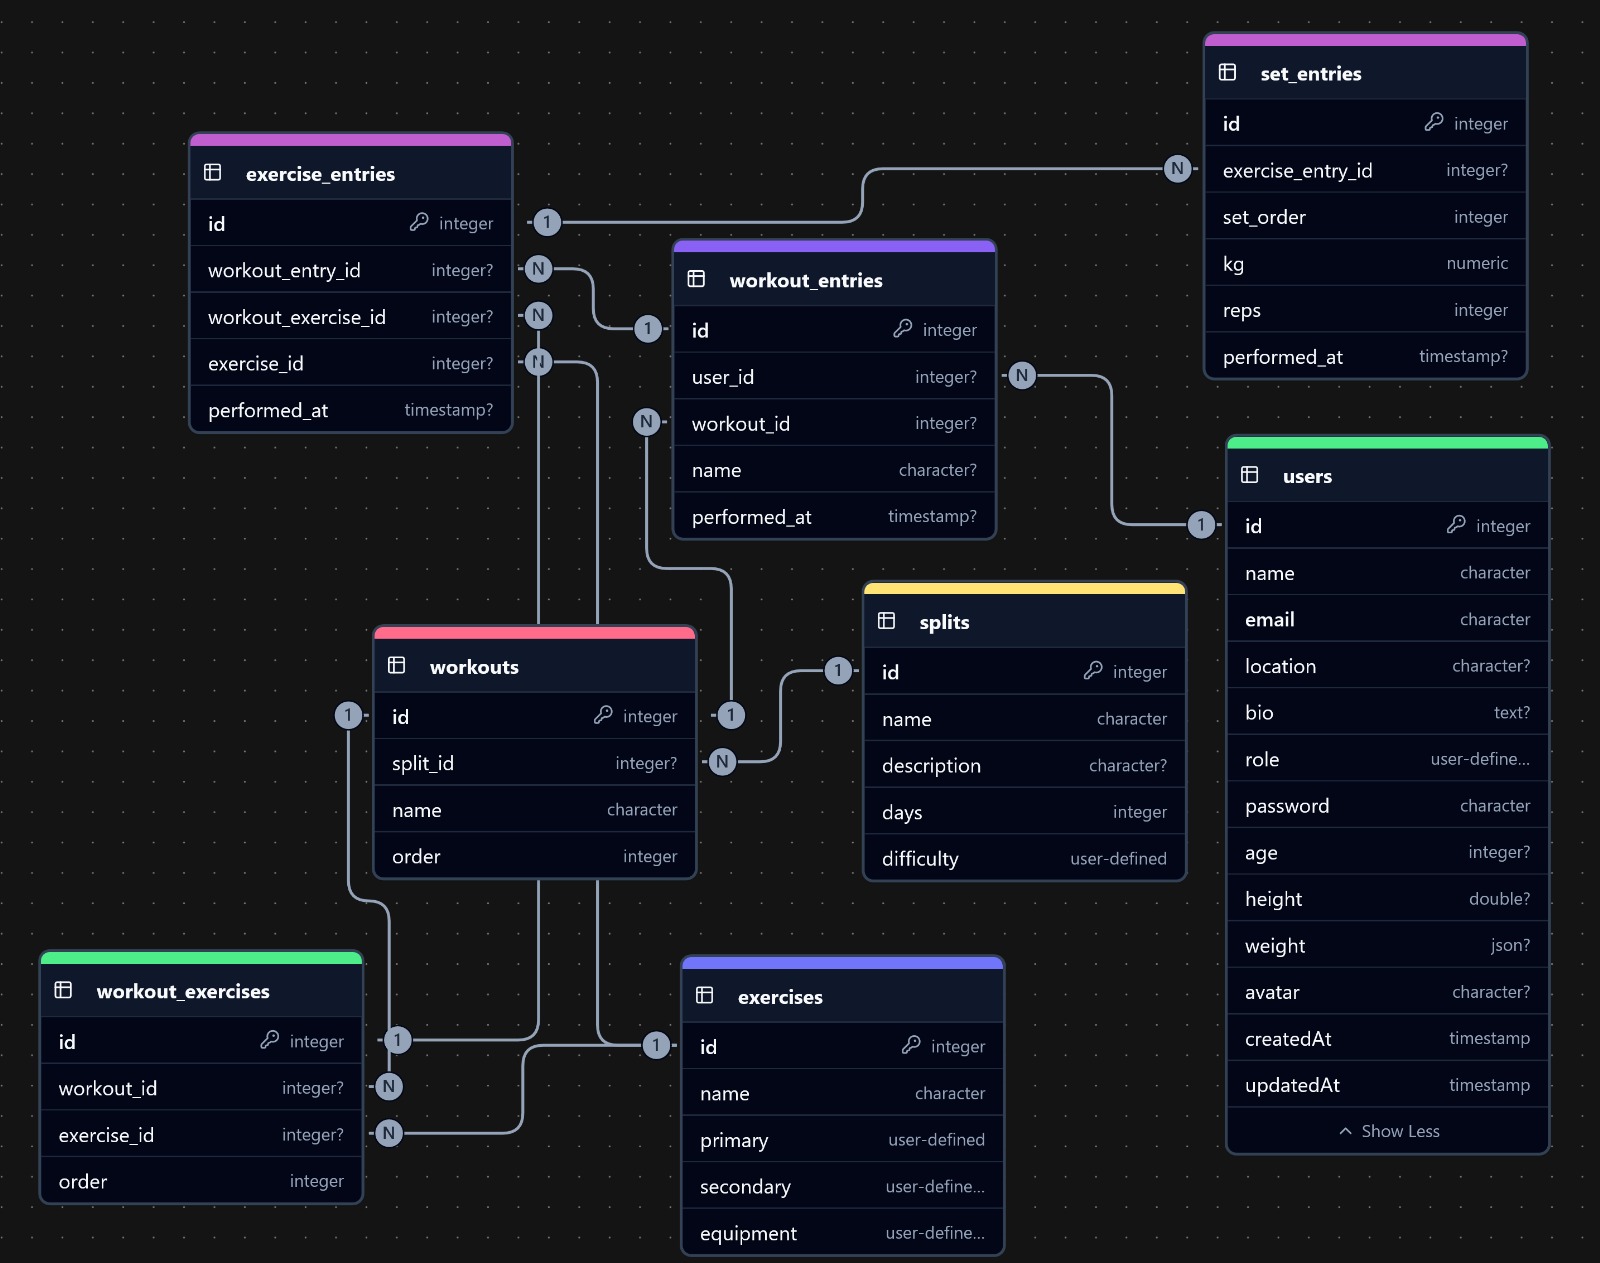 set_entries
id integer
exercise_entry_id integer?
set_order integer
kg numeric
reps integer
performed_at timestamp?
exercise_entries
id integer
workout_entry_id integer?
workout_exercise_id integer?
exercise_id integer?
performed_at timestamp?
1
N
N
N
N
workout_entries
id integer
user_id integer?
workout_id integer?
name character?
performed_at timestamp?
1
N
N
users
id integer
name character
email character
location character?
bio text?
role user-define...
password character
age integer?
height double?
weight json?
avatar character?
createdAt timestamp
updatedAt timestamp
Show Less
1
splits
id integer
name character
description character?
days integer
difficulty user-defined
1
workouts
id integer
split_id integer?
name character
order integer
1
1
N
workout_exercises
id integer
workout_id integer?
exercise_id integer?
order integer
1
N
N
exercises
id integer
name character
primary user-defined
secondary user-define...
equipment user-define...
1